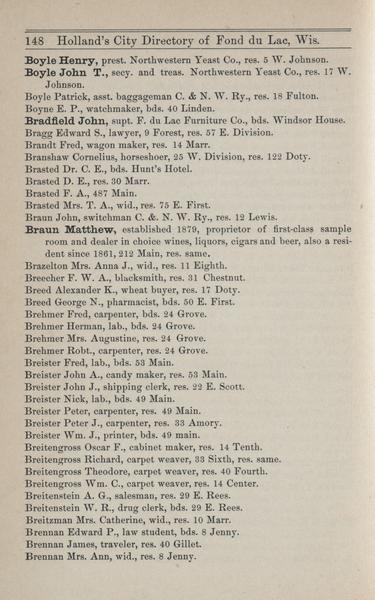 148 Holland's City Directory of Fond du Lac, Wis.
Boyle Henry, prest. Northwestern Yeast Co., res. 5 W. Johnson.
Boyle John T., secy. and treas. Northwestern Yeast Co., res. 17 W.
Johnson.
Boyle Patrick, asst. baggageman C. & N. W. Ry., res. 18 Fulton.
Boyne E. P., watchmaker, bds. 40 Linden.
Bradfield John, supt. F. du Lac Furniture Co., bds. Windsor House.
Bragg Edward S., lawyer, 9 Forest, res. 57 E. Division.
Brandt Fred, wagon maker, res. 14 Marr.
Branshaw Cornelius, horseshoer, 25 W. Division, res. 122 Doty.
Brasted Dr. C. E., bds. Hunt's Hotel.
Brasted D. E., res. 30 Marr.
Brasted F. A., 487 Main.
Brasted Mrs. T. A., wid., res. 75 E. First.
Braun John, switchman C. & N. W. Ry., res. 12 Lewis.
Braun Matthew, established 1879, proprietor of first-class sample
room and dealer in choice wines, liquors, cigars and beer, also a resi-
dent since 1861, 212 Main, res. same.
Brazelton Mrs. Anna J., wid., res. 11 Eighth.
Breecher F. W. A., blacksmith, res. 31 Chestnut.
Breed Alexander K., wheat buyer, res. 17 Doty.
Breed George N., pharmacist, bds. 50 E. First.
Brehmer Fred, carpenter, bds. 24 Grove.
Brehmer Herman, lab., bds. 24 Grove.
Brehmer Mrs. Augustine, res. 24 Grove.
Brehmer Robt., carpenter, res. 24 Grove.
Breister Fred, lab., bds. 53 Main.
Breister John A., candy maker, res. 53 Main.
Breister John J., shipping clerk, res. 22 E. Scott.
Breister Nick, lab., bds. 49 Main.
Breister Peter, carpenter, res. 49 Main.
Breister Peter J., carpenter, res. 33 Amory.
Breister Wm. J., printer, bds. 49 main.
Breitengross Oscar F., cabinet maker, res. 14 Tenth.
Breitengross Richard, carpet weaver, 33 Sixth, res. same.
Breitengross Theodore, carpet weaver, res. 40 Fourth.
Breitengross Wm. C., carpet weaver, res. 14 Center.
Breitenstein A. G., salesman, res. 29 E. Rees.
Breitenstein W. R., drug clerk, bds. 29 E. Rees.
Breitzman Mrs. Catherine, wid., res. 10 Marr.
Brennan Edward P., law student, bds. 8 Jenny.
Brennan James, traveler, res. 40 Gillet.
Brennan Mrs. Ann, wid., res. 8 Jenny.